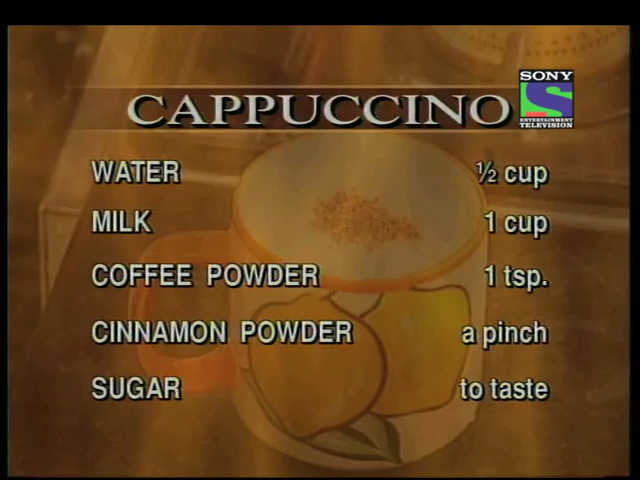 SONY
ENTERTAINMENT
TELEVISION
CAPPUCCINO
WATER ½ cup
MILK 1 cup
COFFEE POWDER 1 tsp.
CINNAMON POWDER a pinch
SUGAR to taste